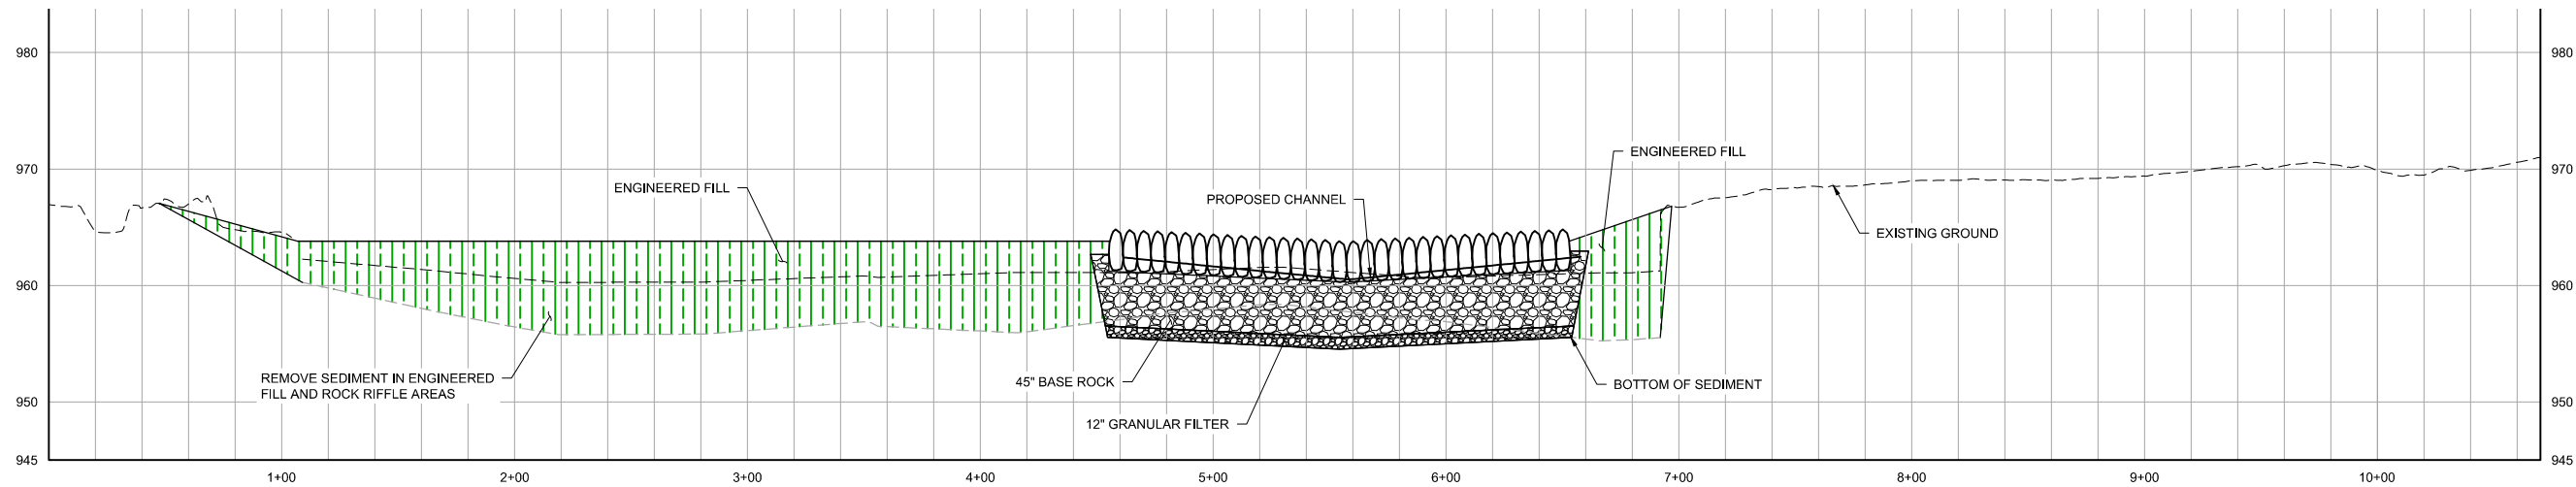 980
980
970
970
960
960
950
950
945
945
ENGINEERED FILL
PROPOSED CHANNEL
ENGINEERED FILL
EXISTING GROUND
REMOVE SEDIMENT IN ENGINEERED
FILL AND ROCK RIFFLE AREAS
45" BASE ROCK
12" GRANULAR FILTER
BOTTOM OF SEDIMENT
1+00
2+00
3+00
4+00
5+00
6+00
7+00
8+00
9+00
10+00